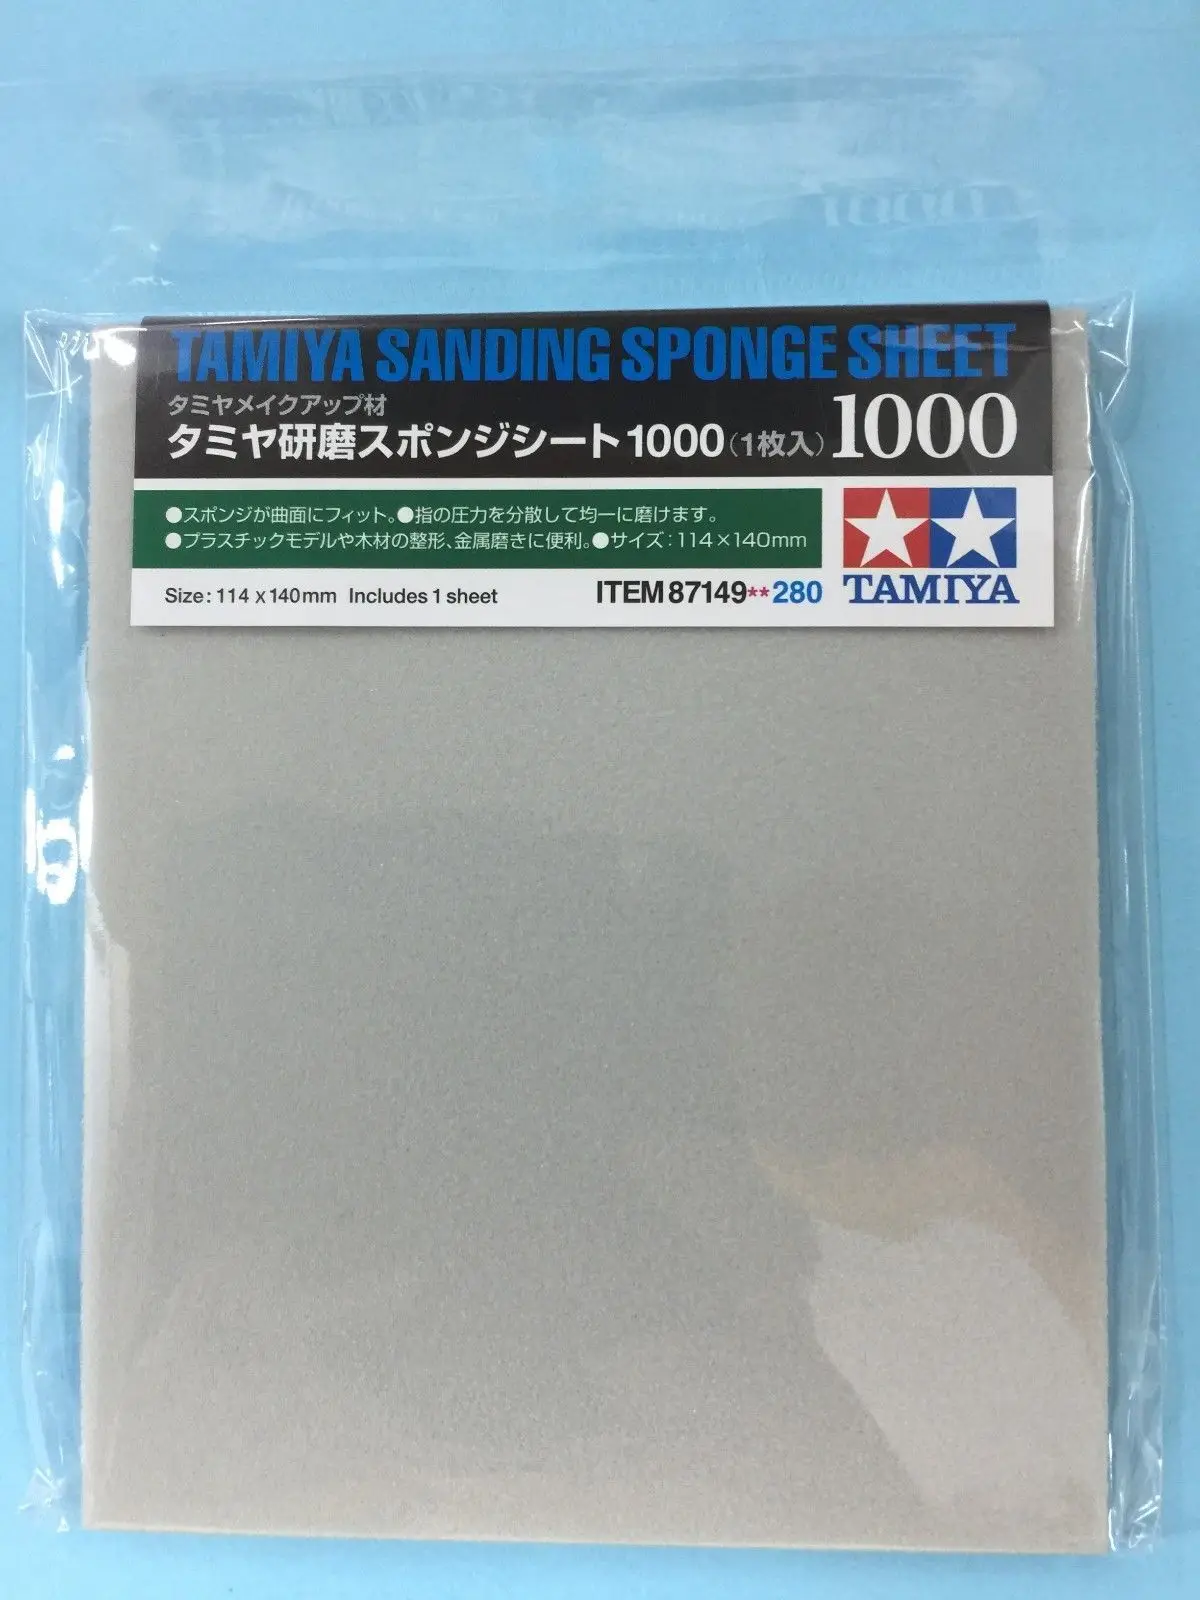 TAMIYA SANDING SPONGE SHEET
タミヤメイクアップ材
タミヤ研磨スポンジシート1000(1枚入)
1000
●スポンジが曲面にフィット。●指の圧力を分散して均一に磨けます。
●プラスチックモデルや木材の整形、金属磨きに便利。●サイズ：114×140mm
Size: 114 x 140mm Includes 1 sheet
ITEM 87149**280
TAMIYA